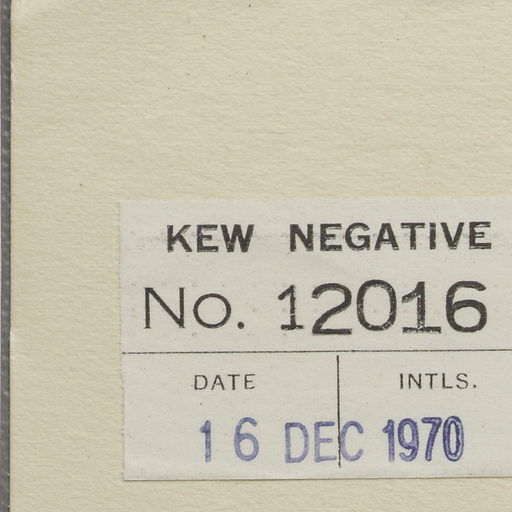 KEW NEGATIVE
No. 12016
DATE INTLS.
16 DEC 1970